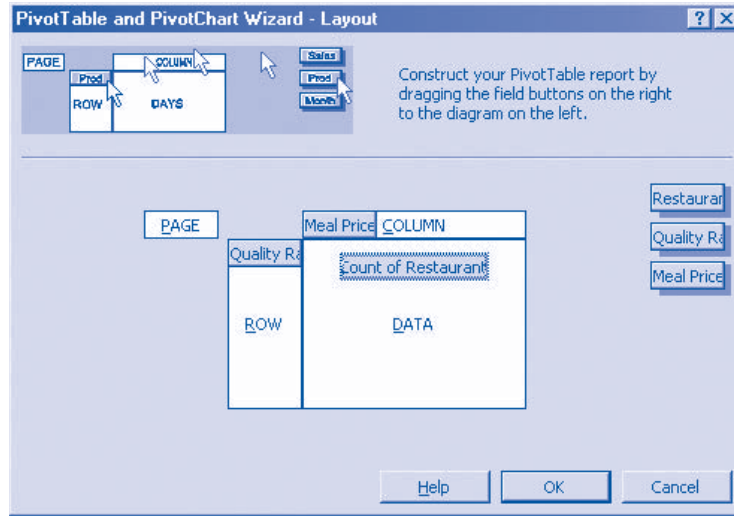 PivotTable and PivotChart Wizard - Layout
? X
PAGE
COLUMN
Prod
ROW
DAYS
Sales
Prod
Month
Construct your PivotTable report by
dragging the field buttons on the right
to the diagram on the left.
PAGE
Meal Price COLUMN
Quality Ra
Count of Restaurant
ROW
DATA
Restauran
Quality Ra
Meal Price
Help
OK
Cancel